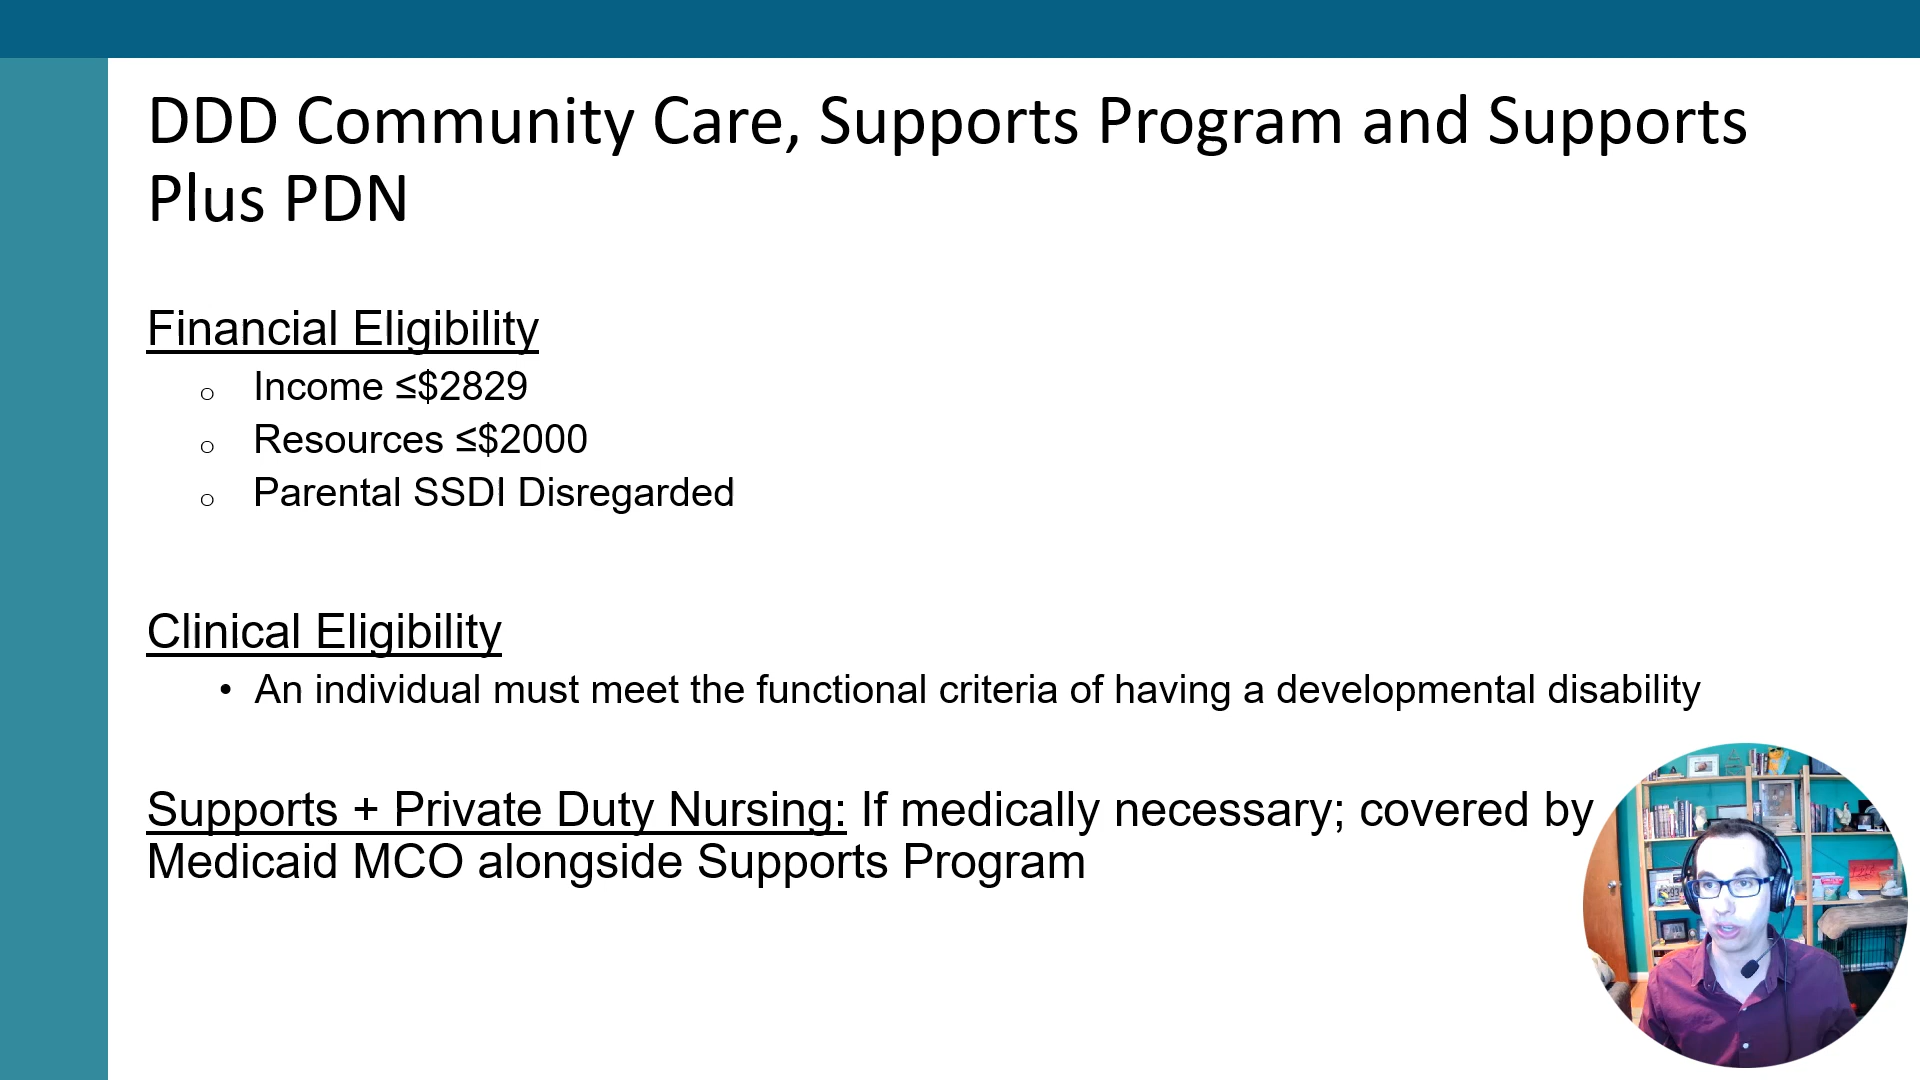 DDD Community Care, Supports Program and Supports
Plus PDN
Financial Eligibility
o Income ≤$2829
o Resources ≤$2000
o Parental SSDI Disregarded
Clinical Eligibility
• An individual must meet the functional criteria of having a developmental disability
Supports + Private Duty Nursing: If medically necessary; covered by
Medicaid MCO alongside Supports Program